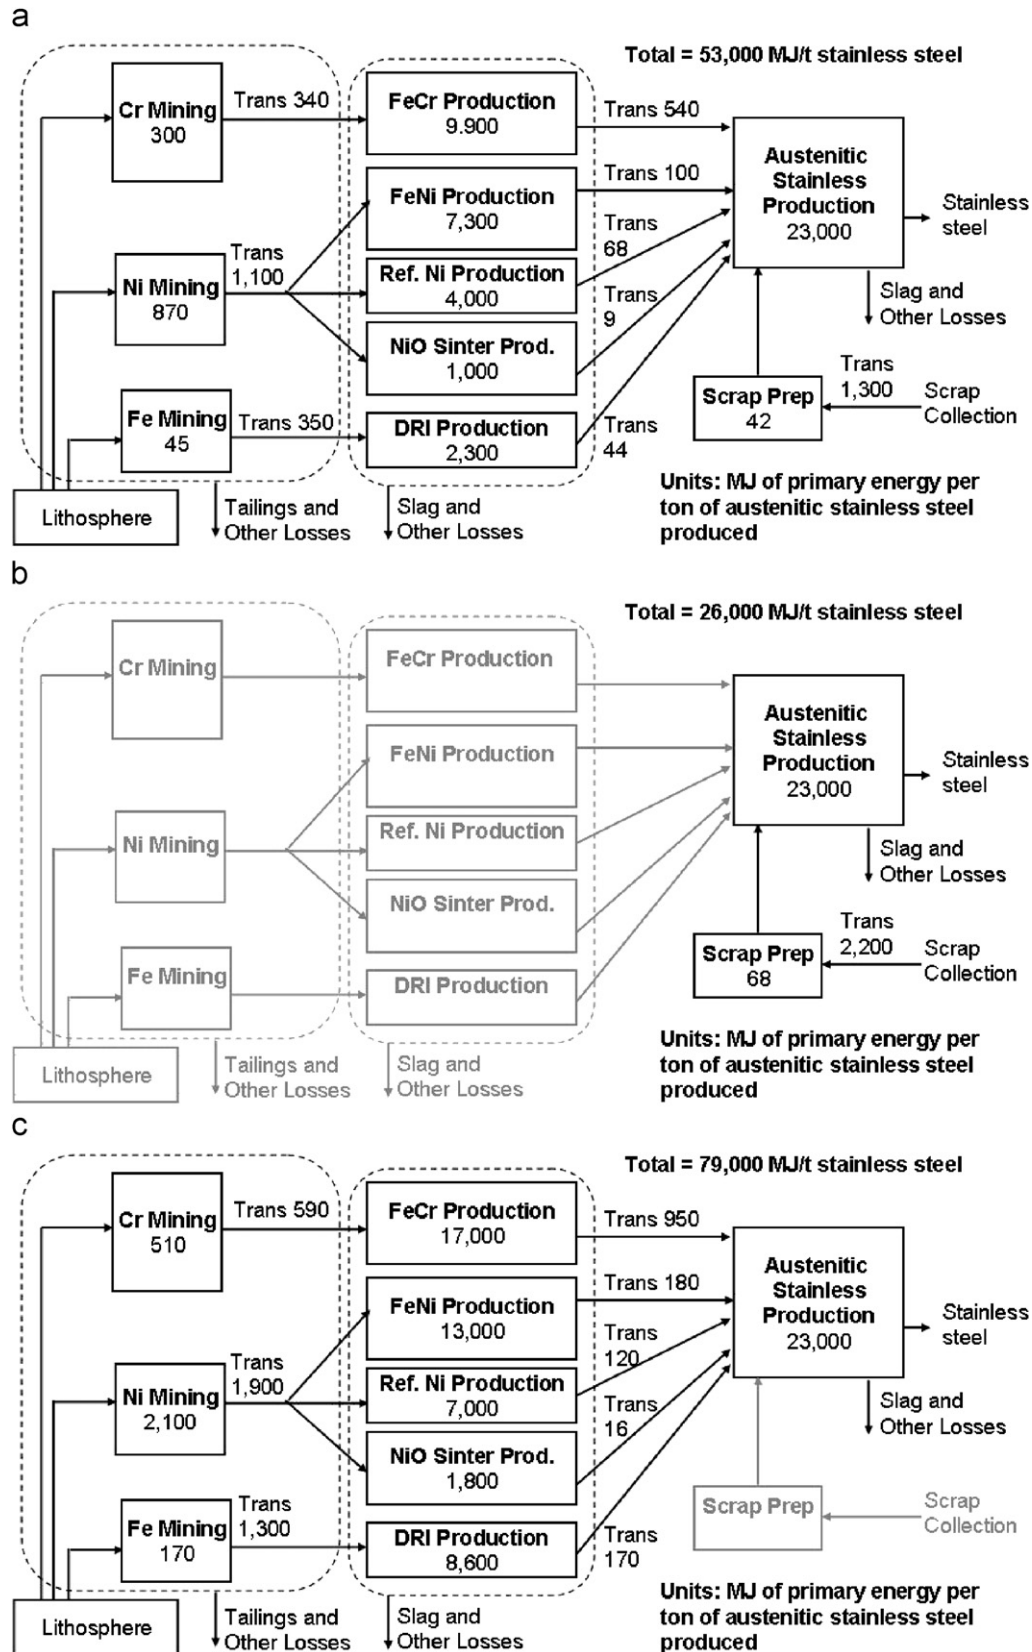 a
Total = 53,000 MJ/t stainless steel
Cr Mining
300
Trans 340
FeCr Production
9.900
Trans 540
Austenitic
Stainless
Production
23,000
Stainless
steel
FeNi Production
7,300
Trans 100
Ni Mining
870
Trans
1,100
Ref. Ni Production
4,000
Trans
68
NiO Sinter Prod.
1,000
Trans
9
Slag and
Other Losses
Fe Mining
45
Trans 350
DRI Production
2,300
Trans
44
Scrap Prep
42
Trans
1,300
Scrap
Collection
Lithosphere
Tailings and
Other Losses
Slag and
Other Losses
Units: MJ of primary energy per
ton of austenitic stainless steel
produced
b
Total = 26,000 MJ/t stainless steel
Cr Mining
FeCr Production
Austenitic
Stainless
Production
23,000
Stainless
steel
FeNi Production
Ni Mining
Ref. Ni Production
NiO Sinter Prod.
Slag and
Other Losses
Fe Mining
DRI Production
Scrap Prep
68
Trans
2,200
Scrap
Collection
Lithosphere
Tailings and
Other Losses
Slag and
Other Losses
Units: MJ of primary energy per
ton of austenitic stainless steel
produced
c
Total = 79,000 MJ/t stainless steel
Cr Mining
510
Trans 590
FeCr Production
17,000
Trans 950
Austenitic
Stainless
Production
23,000
Stainless
steel
FeNi Production
13,000
Trans 180
Ni Mining
2,100
Trans
1,900
Ref. Ni Production
7,000
Trans
120
NiO Sinter Prod.
1,800
Trans
16
Slag and
Other Losses
Fe Mining
170
Trans
1,300
DRI Production
8,600
Trans
170
Scrap Prep
Scrap
Collection
Lithosphere
Tailings and
Other Losses
Slag and
Other Losses
Units: MJ of primary energy per
ton of austenitic stainless steel
produced